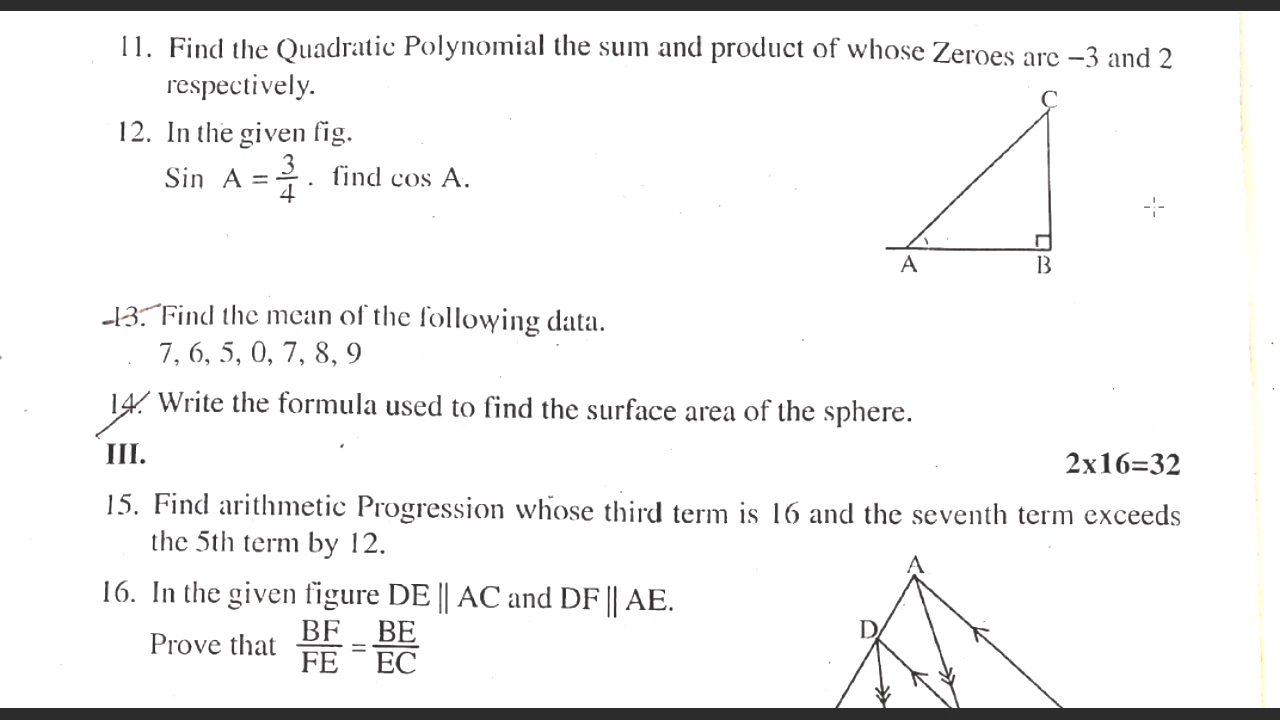 11. Find the Quadratic Polynomial the sum and product of whose Zeroes are –3 and 2
respectively.
12. In the given fig.
Sin A = 3/4 . find cos A.
C
A
B
13. Find the mean of the following data.
7, 6, 5, 0, 7, 8, 9
14. Write the formula used to find the surface area of the sphere.
III.
2x16=32
15. Find arithmetic Progression whose third term is 16 and the seventh term exceeds
the 5th term by 12.
16. In the given figure DE || AC and DF || AE.
Prove that BF/FE = BE/EC
A
D